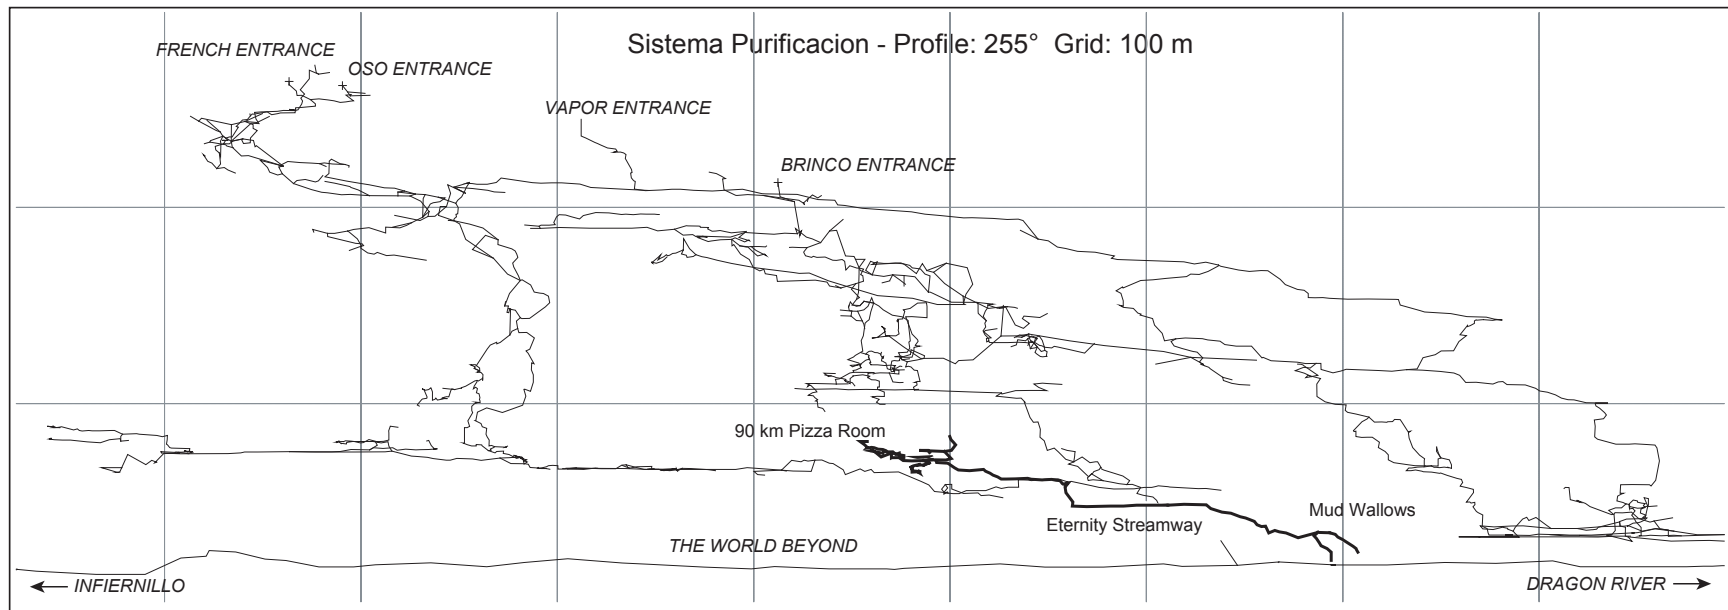 Sistema Purificacion - Profile: 255° Grid: 100 m
FRENCH ENTRANCE
OSO ENTRANCE
VAPOR ENTRANCE
BRINCO ENTRANCE
90 km Pizza Room
Mud Wallows
Eternity Streamway
THE WORLD BEYOND
INFIERNILLO
DRAGON RIVER